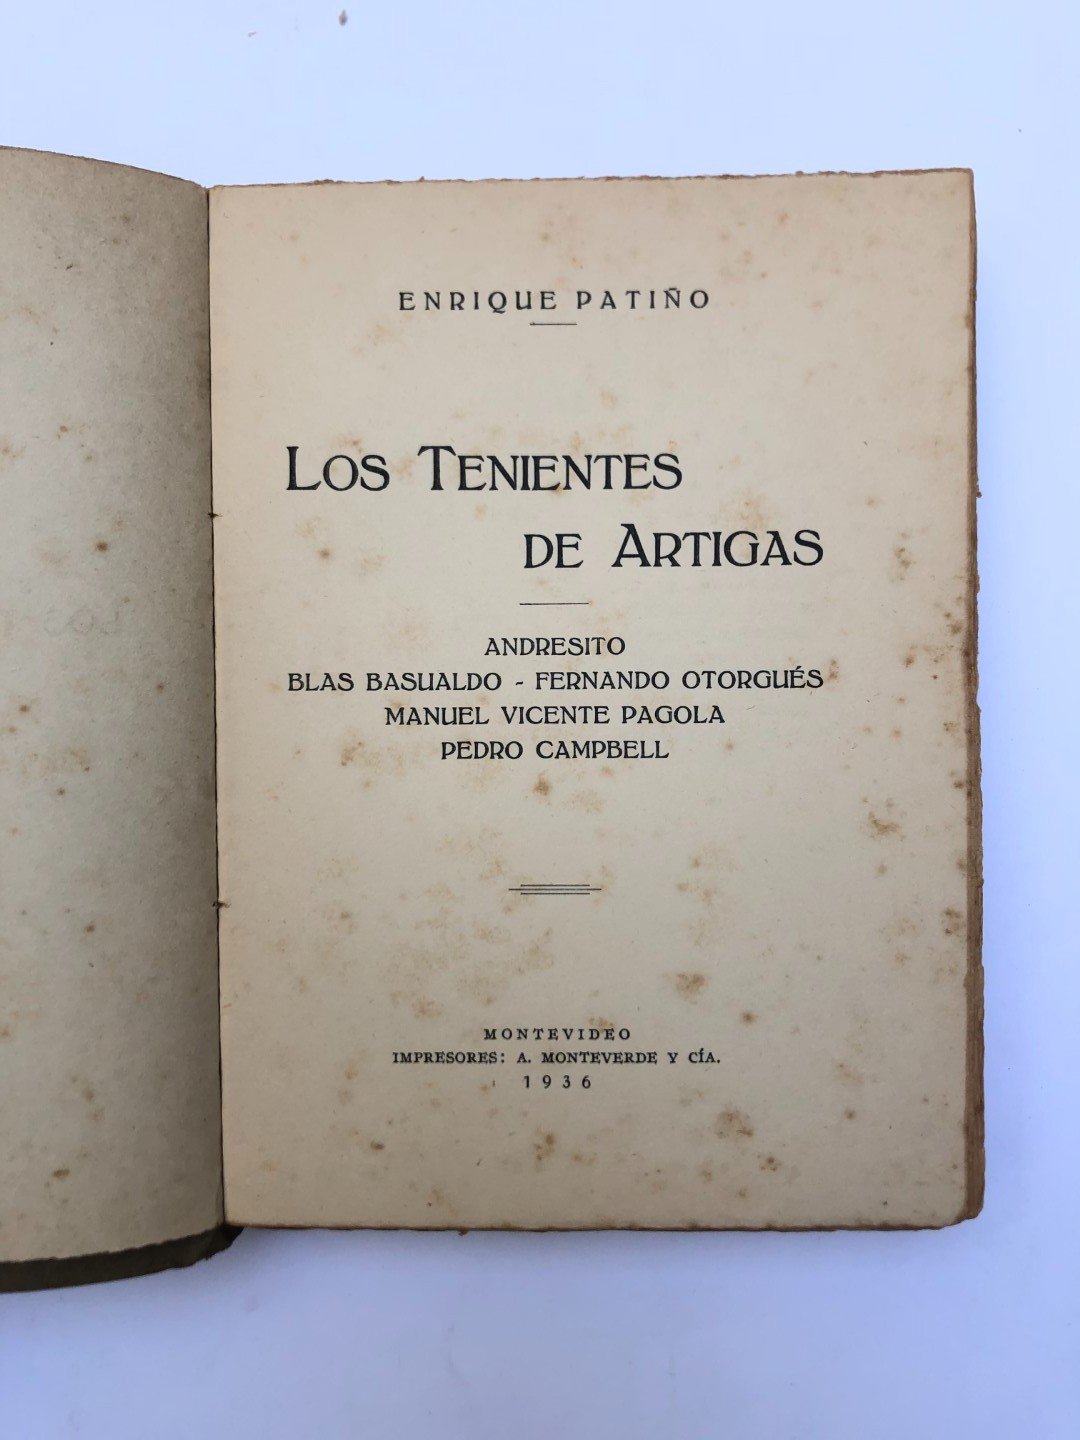 ENRIQUE PATIÑO
LOS TENIENTES
DE ARTIGAS
ANDRESITO
BLAS BASUALDO - FERNANDO OTORGUÉS
MANUEL VICENTE PAGOLA
PEDRO CAMPBELL
MONTEVIDEO
IMPRESORES: A. MONTEVERDE Y CÍA.
1936